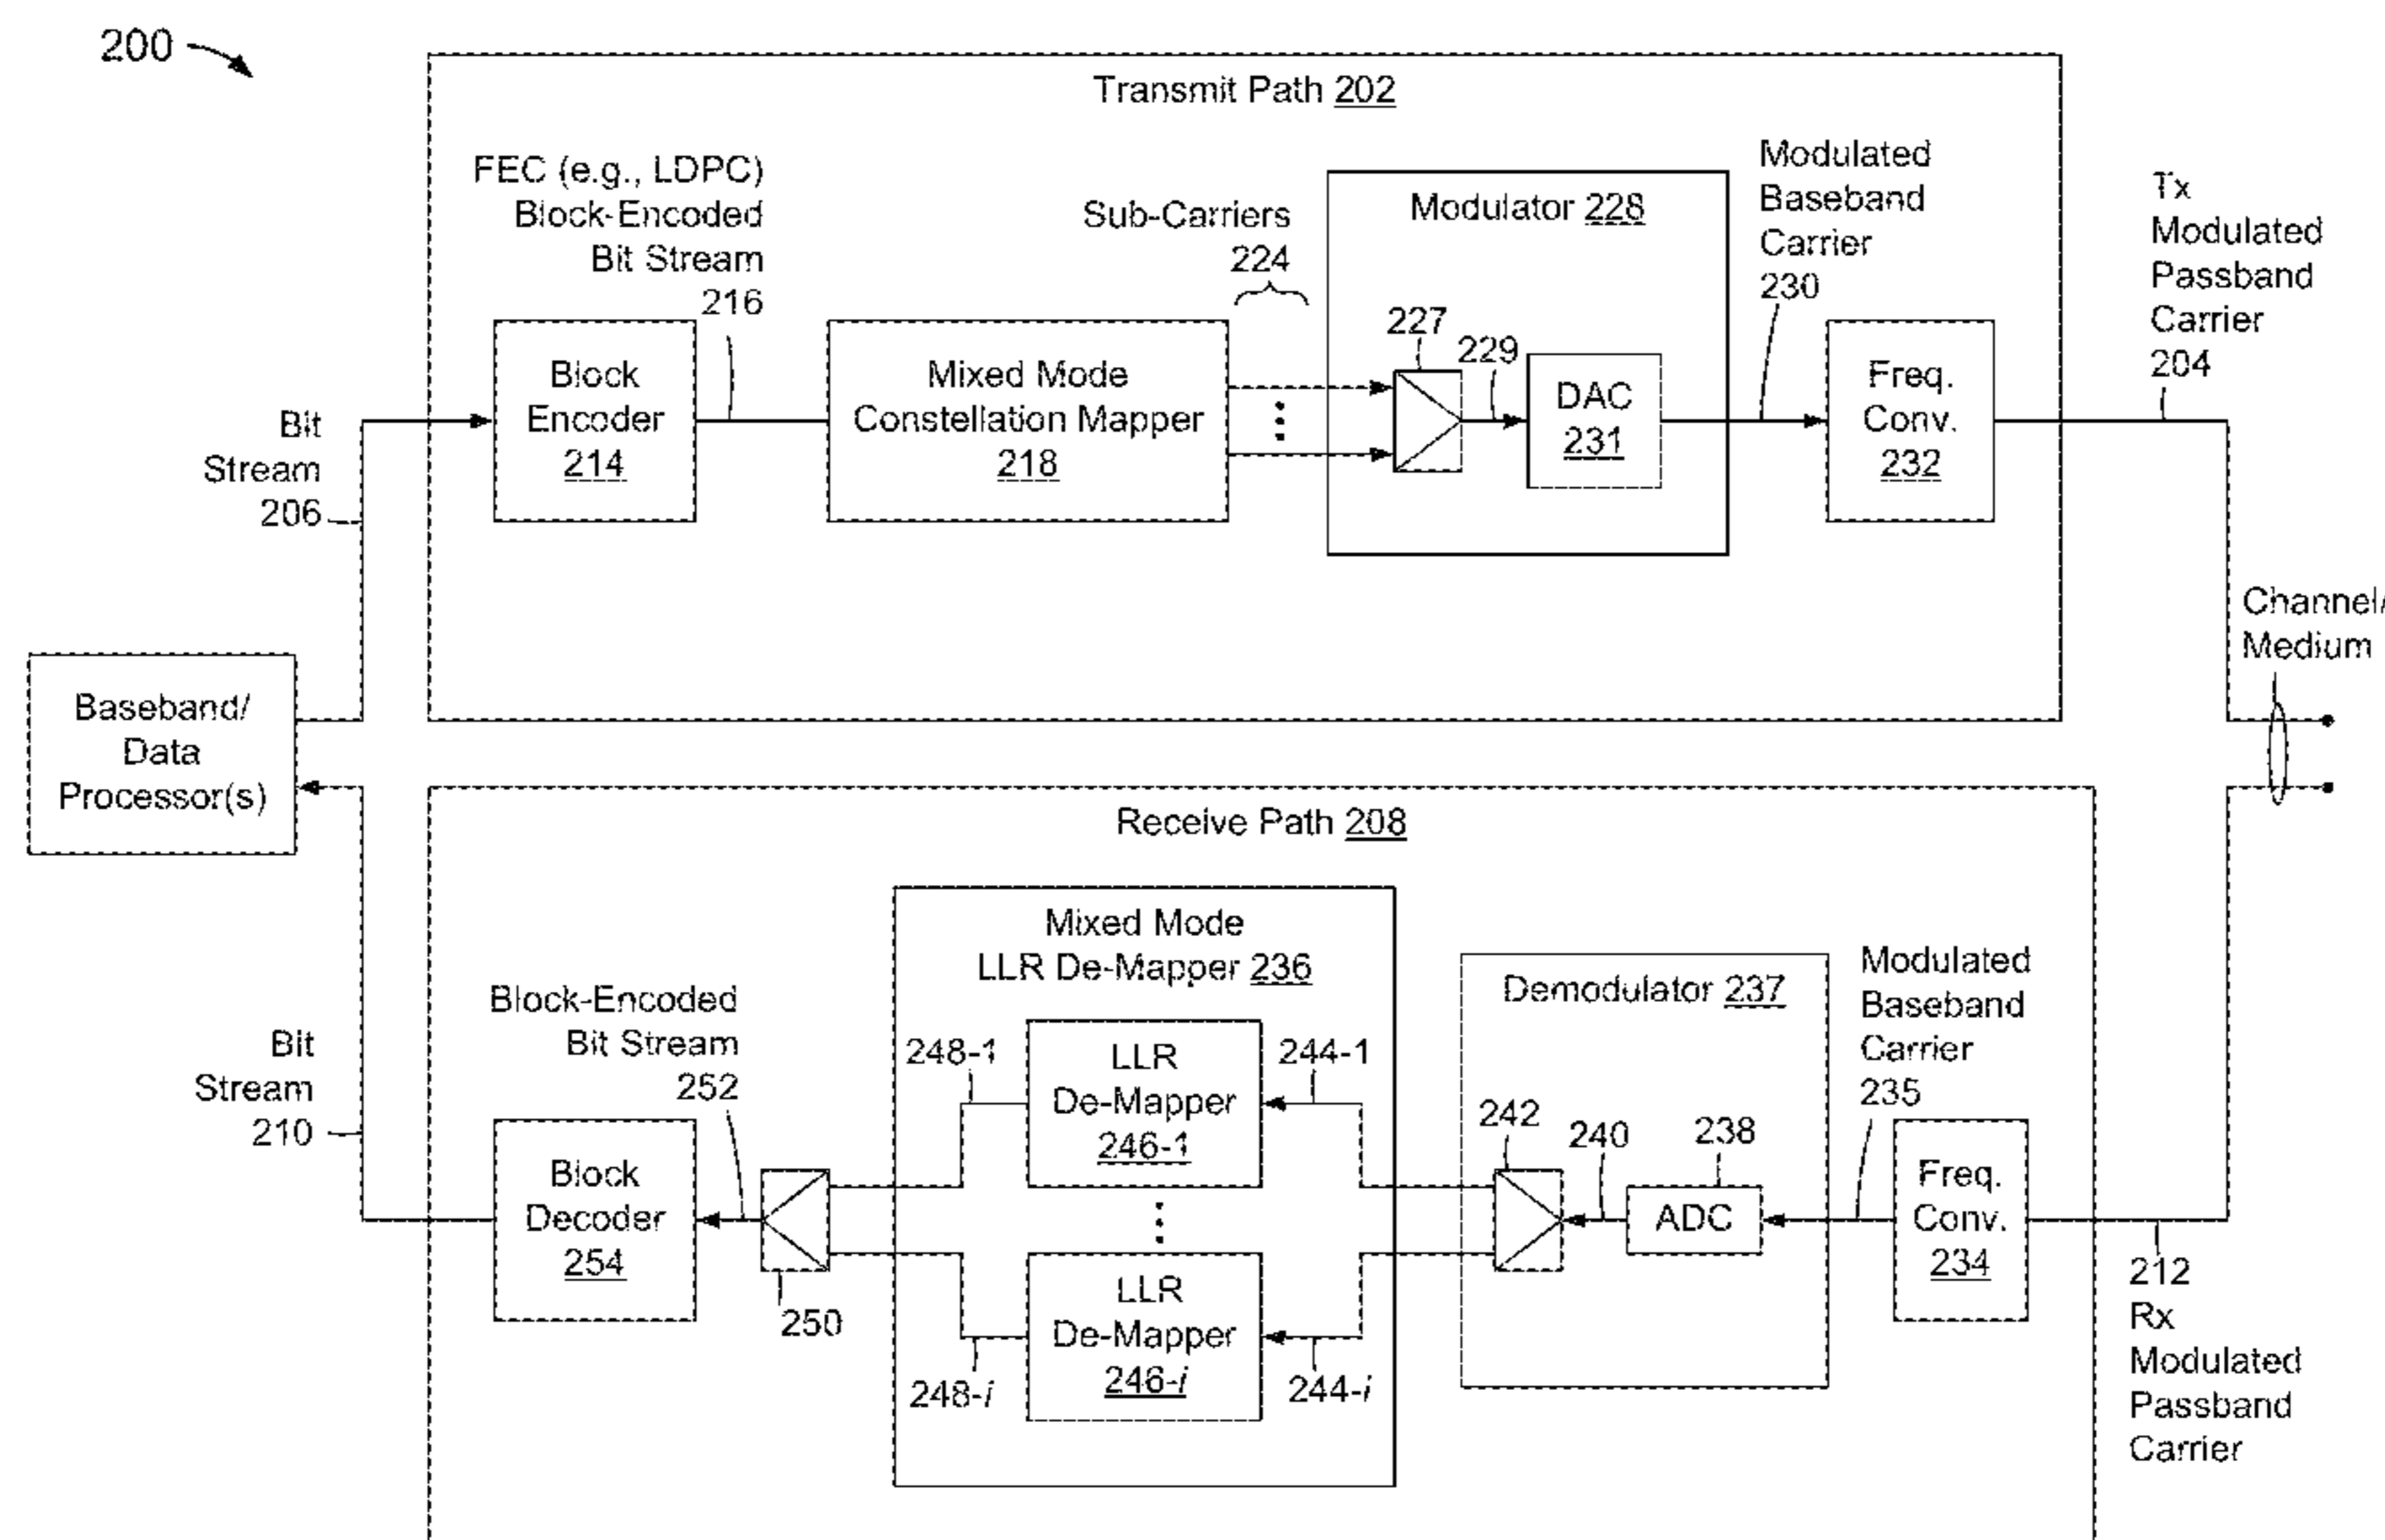 200
Transmit Path 202
FEC (e.g., LDPC)
Block-Encoded
Bit Stream
216
Sub-Carriers
224
Modulator 228
Modulated
Baseband
Carrier
230
Tx
Modulated
Passband
Carrier
204
Bit
Stream
206
Block
Encoder
214
Mixed Mode
Constellation Mapper
218
227
229
DAC
231
Freq.
Conv.
232
Channel/
Medium
Baseband/
Data
Processor(s)
Receive Path 208
Bit
Stream
210
Block-Encoded
Bit Stream
252
Block
Decoder
254
250
Mixed Mode
LLR De-Mapper 236
248-1
LLR
De-Mapper
246-1
244-1
248-i
LLR
De-Mapper
246-i
244-i
Demodulator 237
242
240
238
ADC
Modulated
Baseband
Carrier
235
Freq.
Conv.
234
212
Rx
Modulated
Passband
Carrier